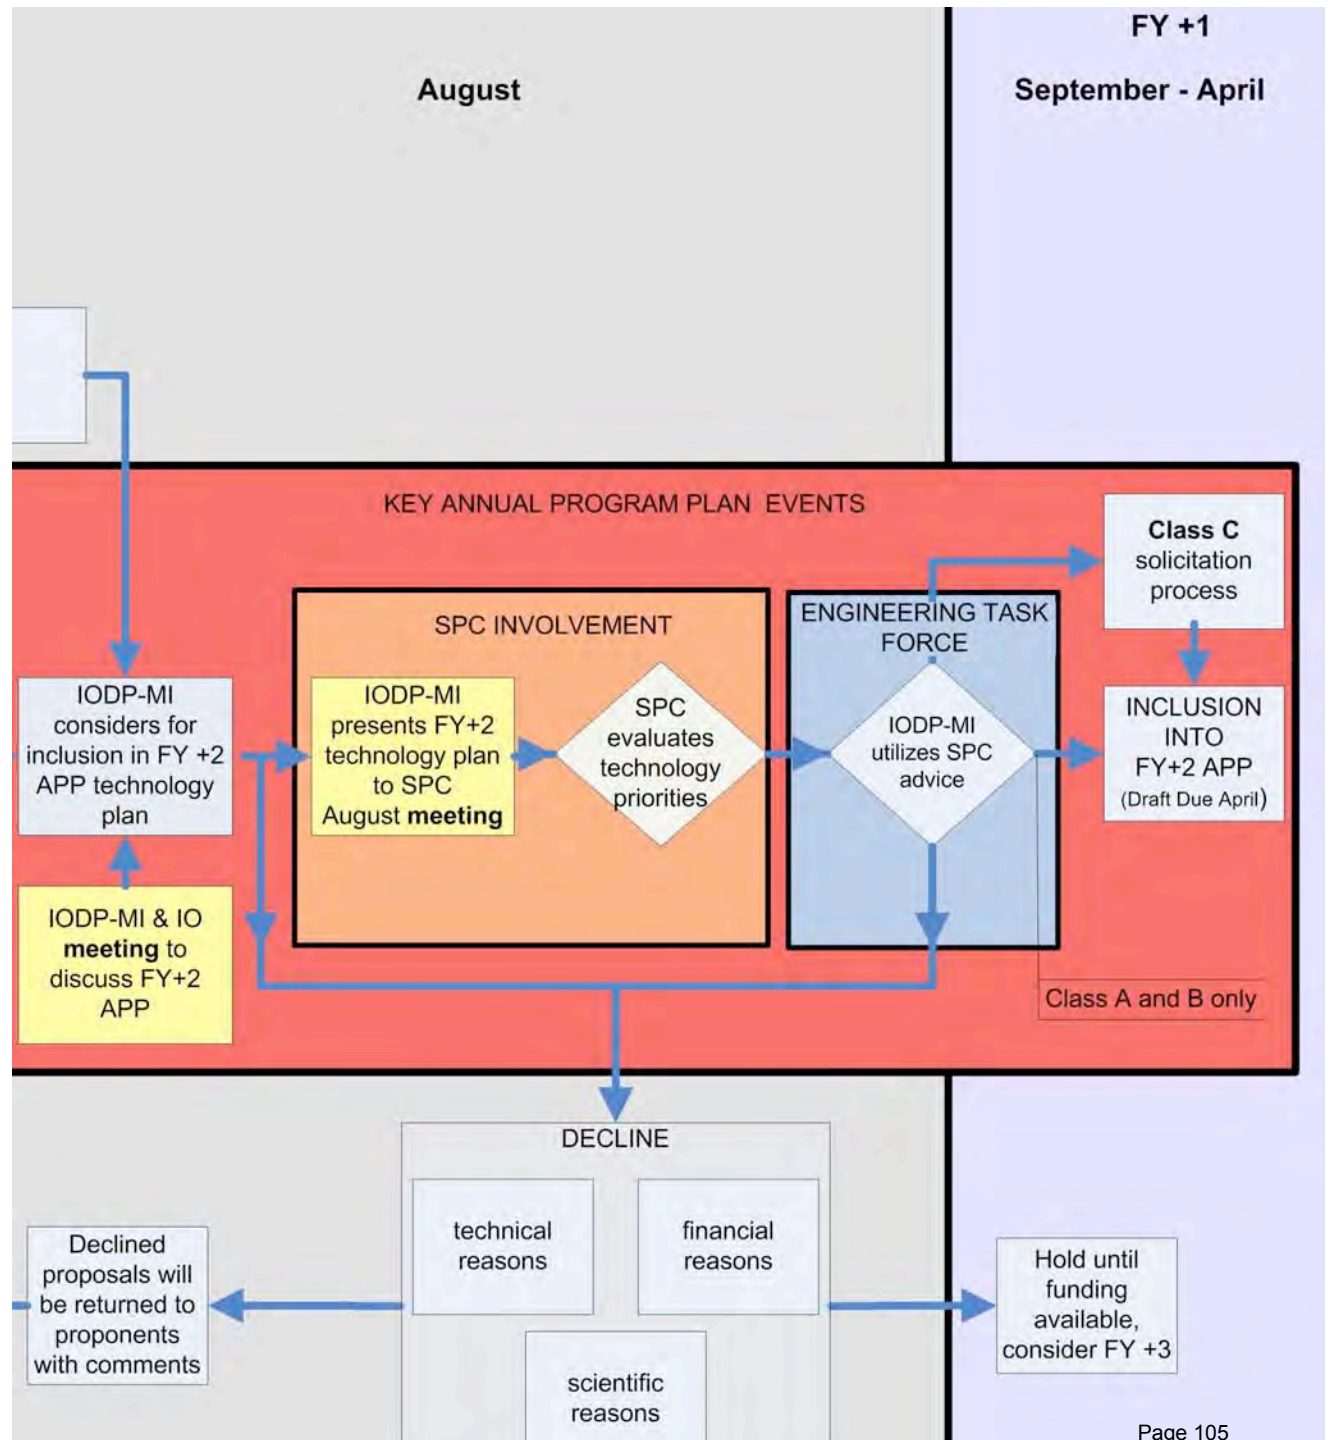 FY +1
August
September - April
KEY ANNUAL PROGRAM PLAN EVENTS
Class C
solicitation
process
SPC INVOLVEMENT
ENGINEERING TASK
FORCE
IODP-MI
considers for
inclusion in FY +2
APP technology
plan
IODP-MI
presents FY+2
technology plan
to SPC
August meeting
SPC
evaluates
technology
priorities
IODP-MI
utilizes SPC
advice
INCLUSION
INTO
FY+2 APP
(Draft Due April)
IODP-MI & IO
meeting to
discuss FY+2
APP
Class A and B only
DECLINE
technical
reasons
financial
reasons
scientific
reasons
Declined
proposals will
be returned to
proponents
with comments
Hold until
funding
available,
consider FY +3
Page 105